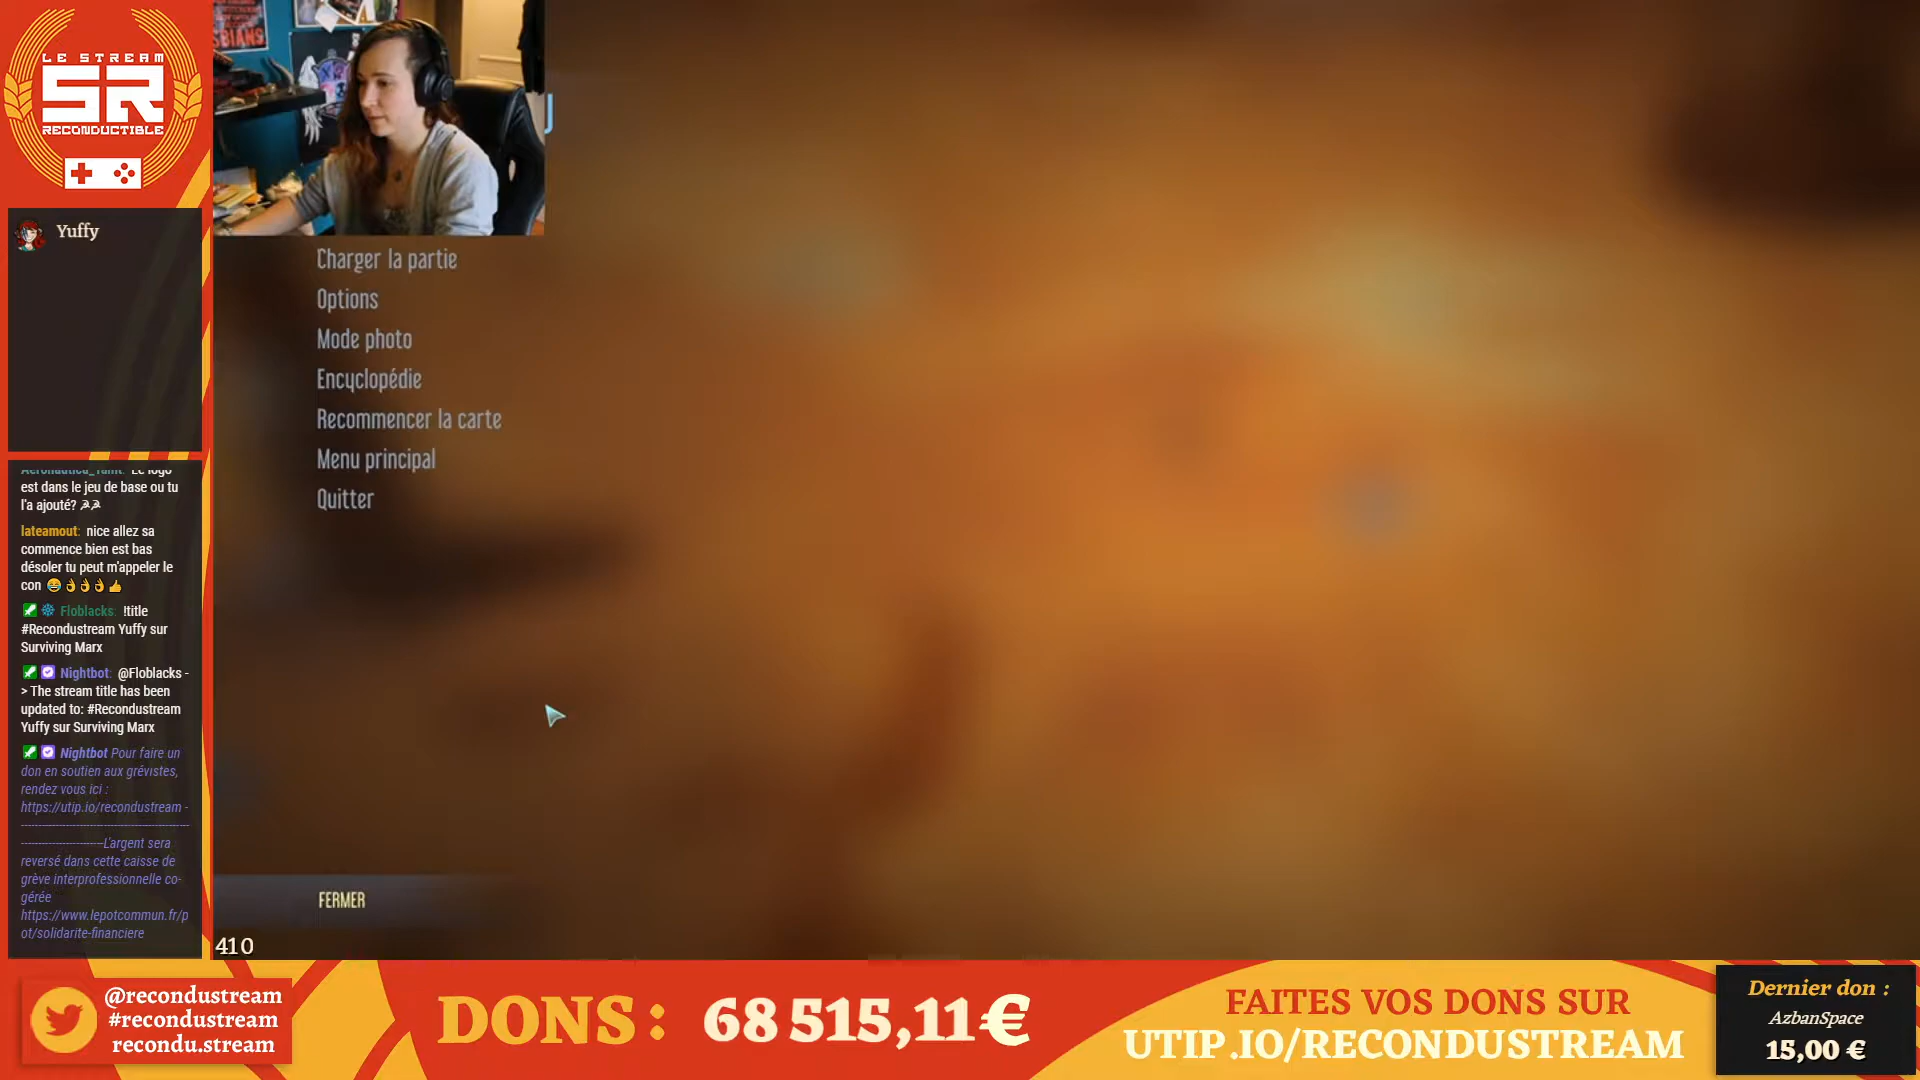 LE STREAM
SR
RECONDUCTIBLE
BIANS
Yuffy
Charger la partie
Options
Mode photo
Encyclopédie
Recommencer la carte
Menu principal
Quitter
FERMER
410
Le logo
est dans le jeu de base ou tu
l'a ajouté? ☭☭
lateamout: nice allez sa
commence bien est bas
désoler tu peut m'appeler le
con 😂👌👌👌👍
Floblacks: !title
#Recondustream Yuffy sur
Surviving Marx
Nightbot: @Floblacks -
> The stream title has been
updated to: #Recondustream
Yuffy sur Surviving Marx
Nightbot Pour faire un
don en soutien aux grévistes,
rendez vous ici :
https://utip.io/recondustream -
--------------------------------------------------
-------------------------L'argent sera
reversé dans cette caisse de
grève interprofessionnelle co-
gérée
https://www.lepotcommun.fr/p
ot/solidarite-financiere
@recondustream
#recondustream
recondu.stream
DONS : 68 515,11€
FAITES VOS DONS SUR
UTIP.IO/RECONDUSTREAM
Dernier don :
AzbanSpace
15,00 €